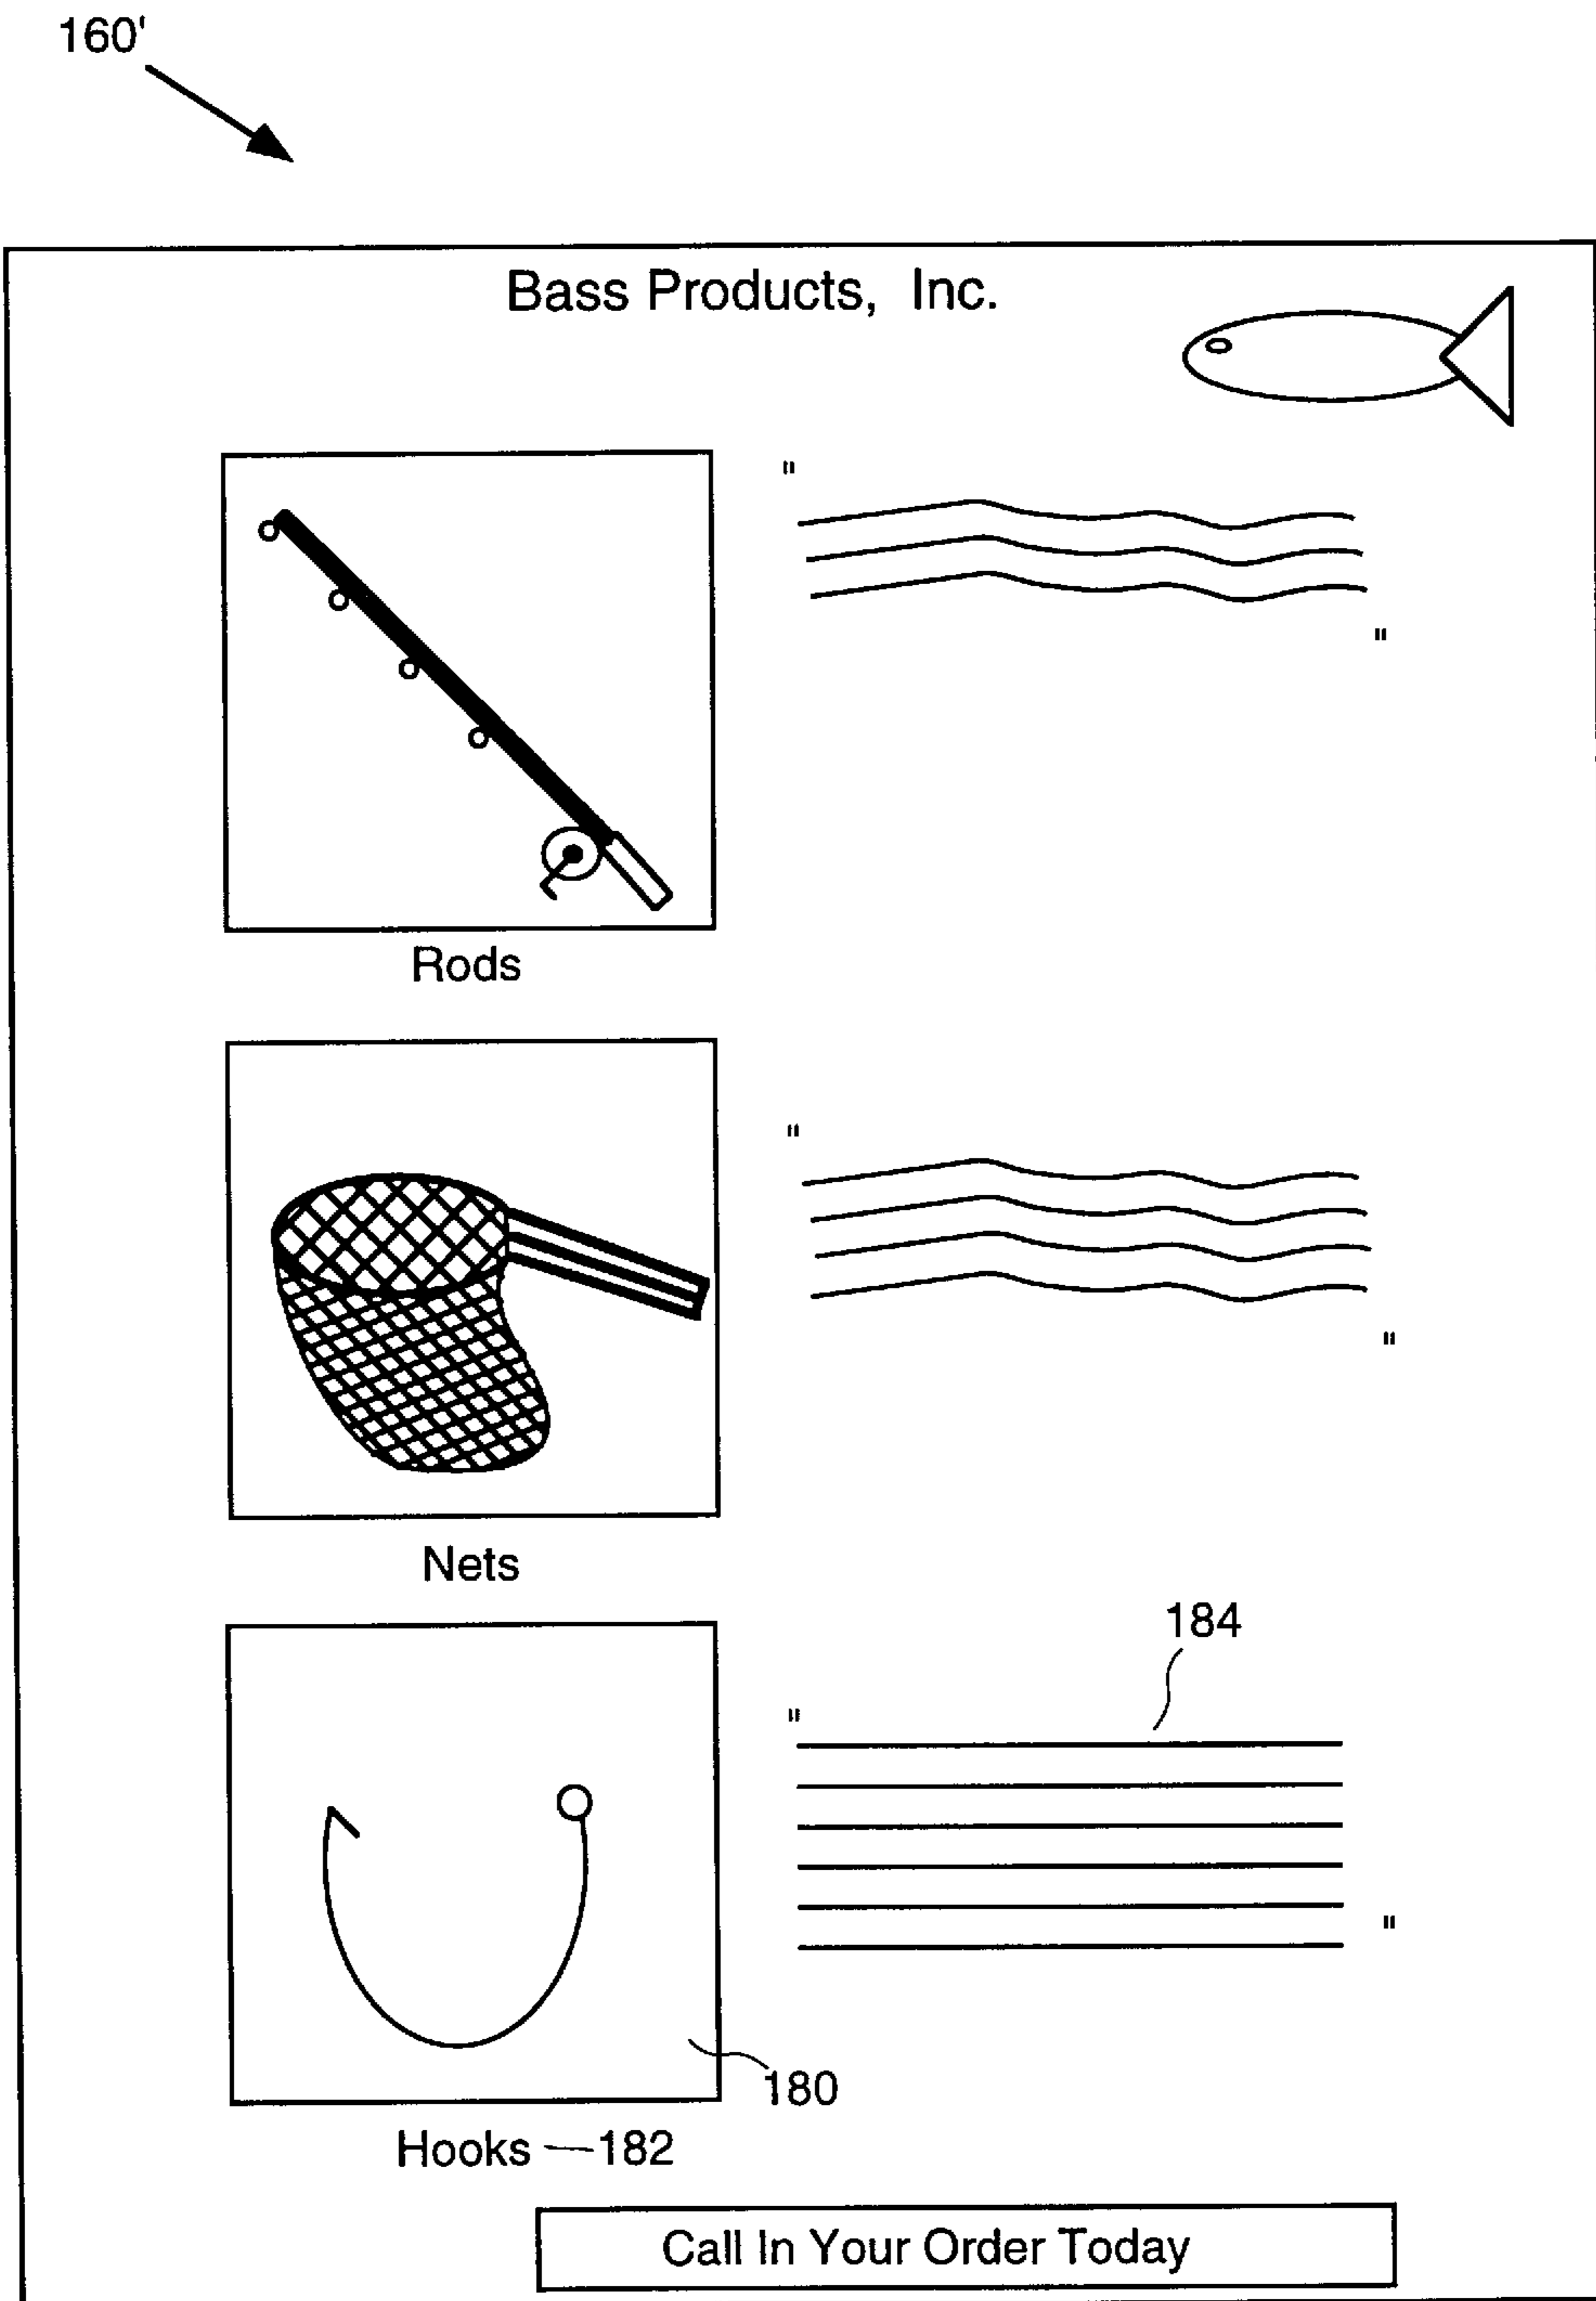 160'
Bass Products, Inc.
"
"
Rods
"
"
Nets
184
"
"
180
Hooks — 182
Call In Your Order Today